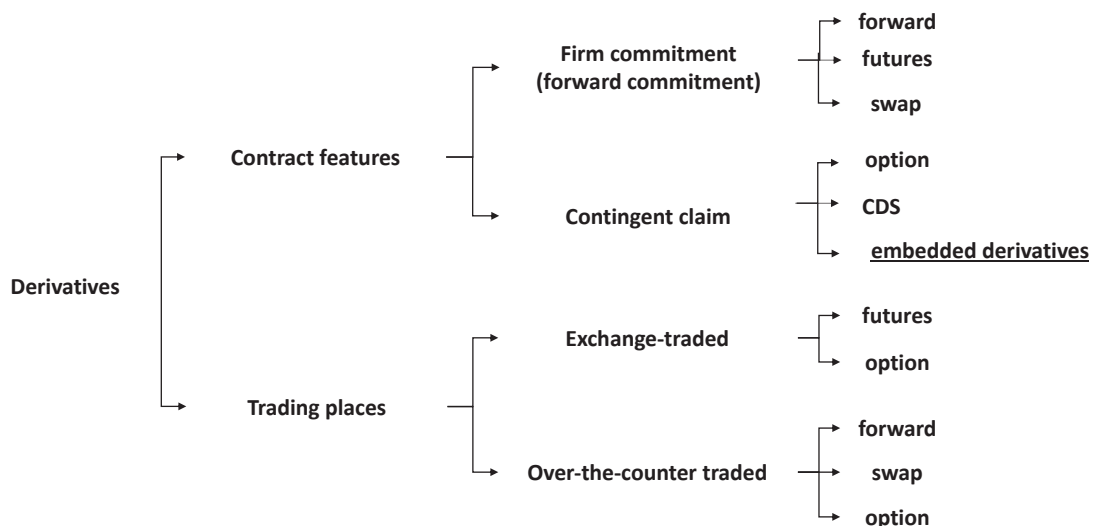 forward
Firm commitment
(forward commitment)
futures
swap
Contract features
option
Contingent claim
CDS
embedded derivatives
Derivatives
Exchange-traded
futures
option
Trading places
forward
Over-the-counter traded
swap
option